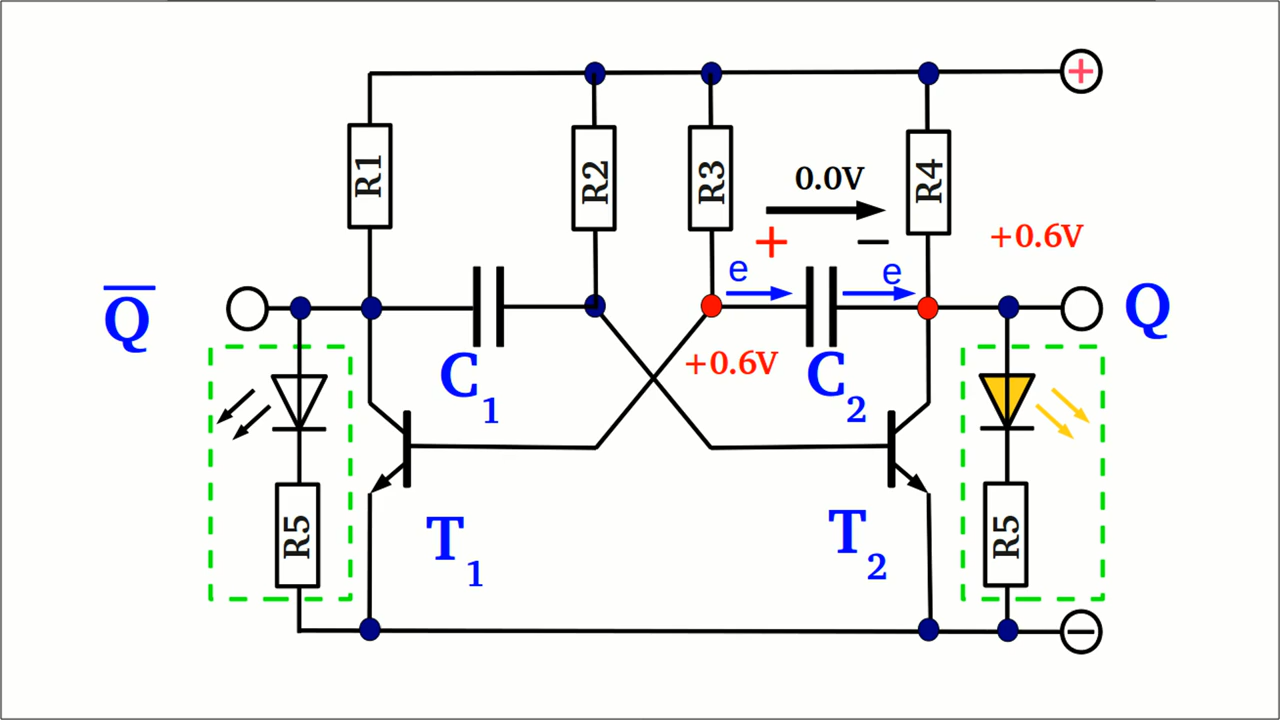 +
R1
R2
R3
R4
0.0V
+ −
+0.6V
e
e
Q
Q
+0.6V
C1
C2
T1
T2
R5
R5
−